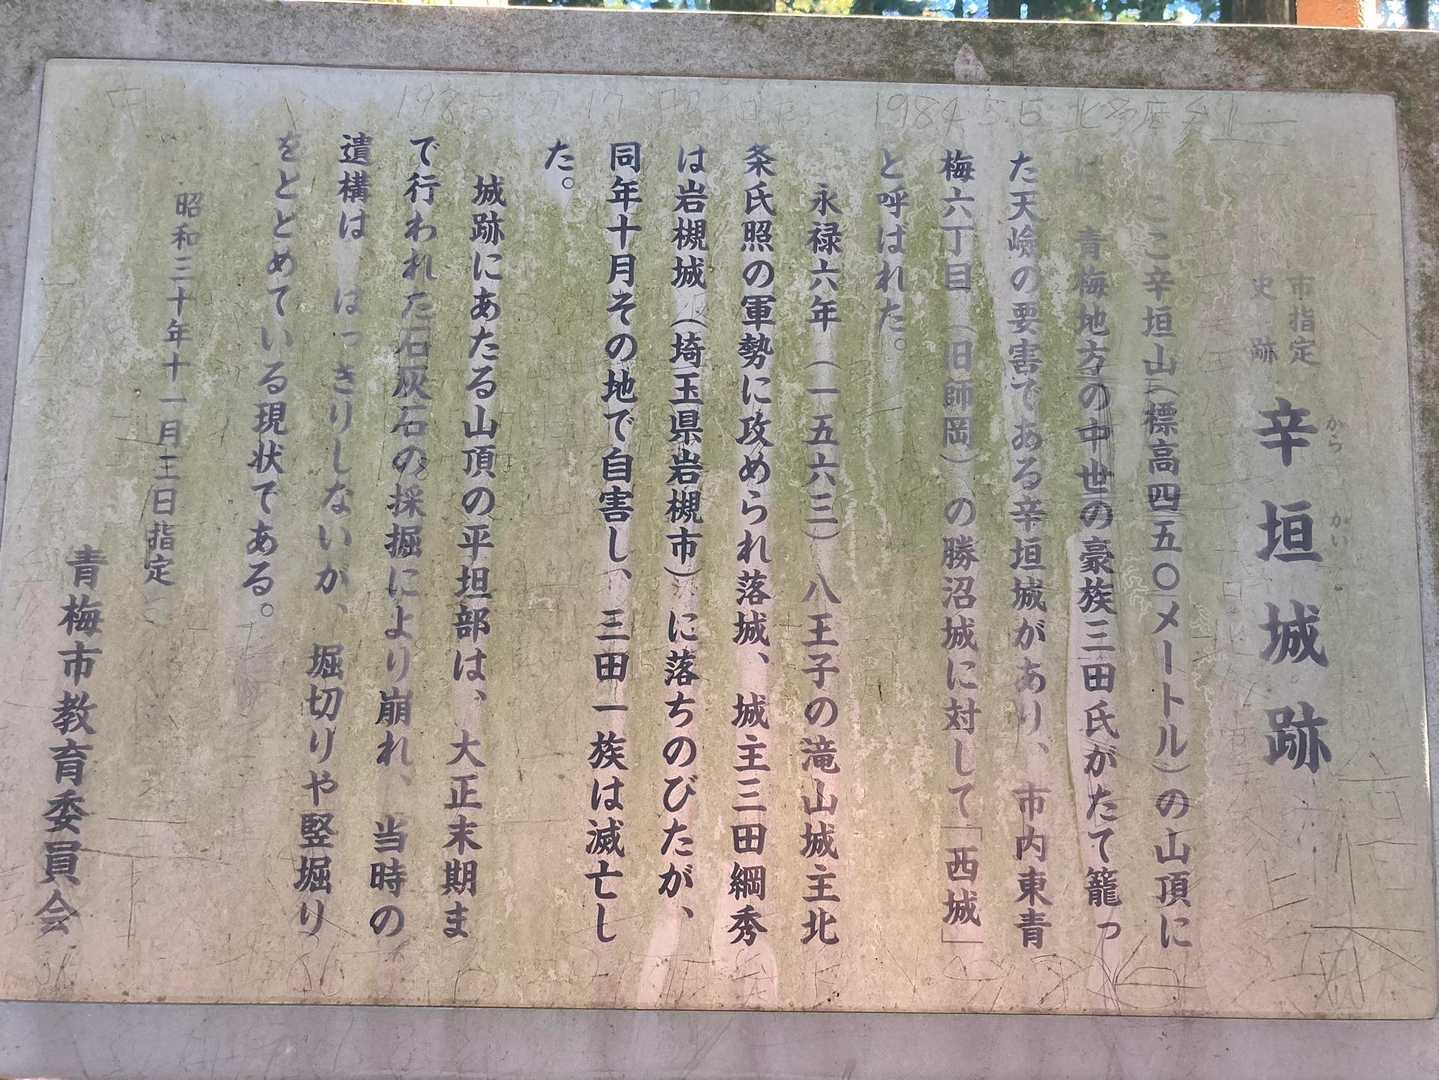 市指定
史跡
辛垣城跡
からかいじょ
ここ辛垣山(標高四五〇メートル)の山頂に
は、青梅地方の中世の豪族三田氏がたて籠っ
た天嶮の要害である辛垣城があり、市内東青
梅六丁目(旧師岡)の勝沼城に対して「西城」
と呼ばれた。
永禄六年(一五六三)八王子の滝山城主北
条氏照の軍勢に攻められ落城、城主三田綱秀
は岩槻城(埼玉県岩槻市)に落ちのびたが、
同年十月その地で自害し、三田一族は滅亡し
た。
城跡にあたる山頂の平坦部は、大正末期ま
で行われた石灰石の採掘により崩れ、当時の
遺構は はっきりしないが、堀切りや竪堀り
をとどめている現状である。
昭和三十年十一月三日指定
青梅市教育委員会
1984.5.5